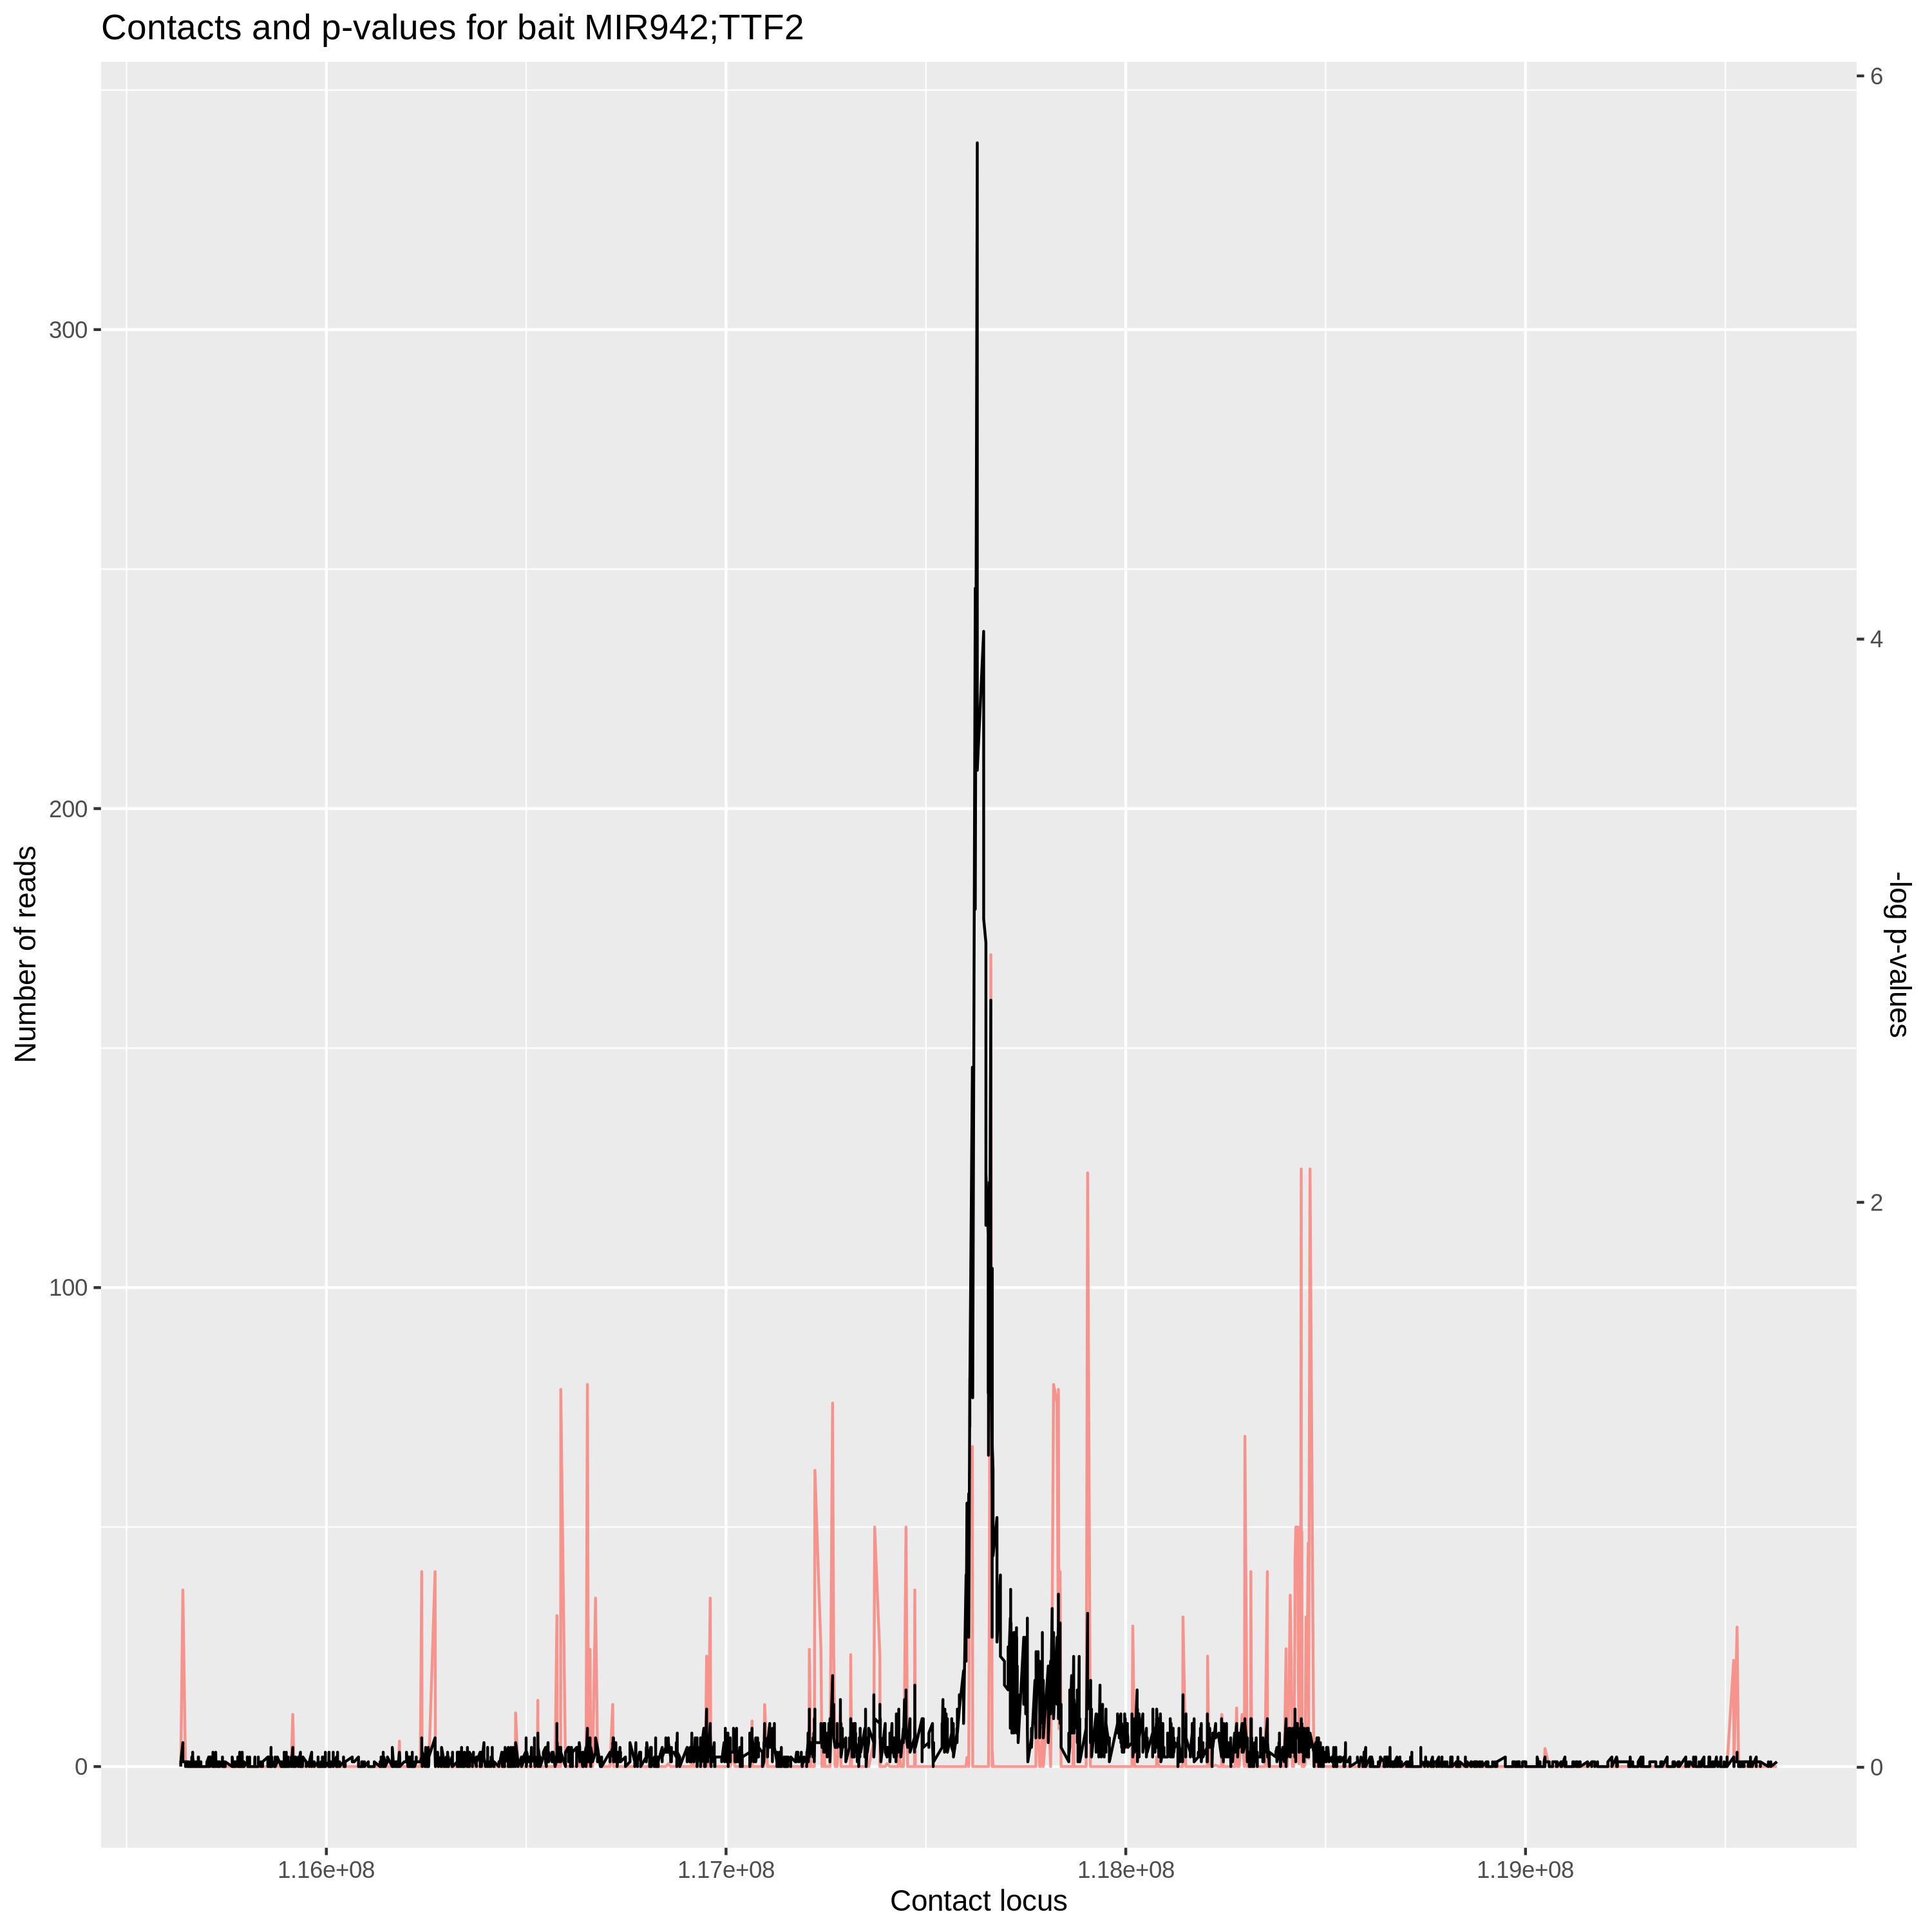 Contacts and p-values for bait MIR942;TTF2
6
300
4
200
Number of reads
-log p-values
2
100
0
0
1.16e+08
1.17e+08
1.18e+08
1.19e+08
Contact locus